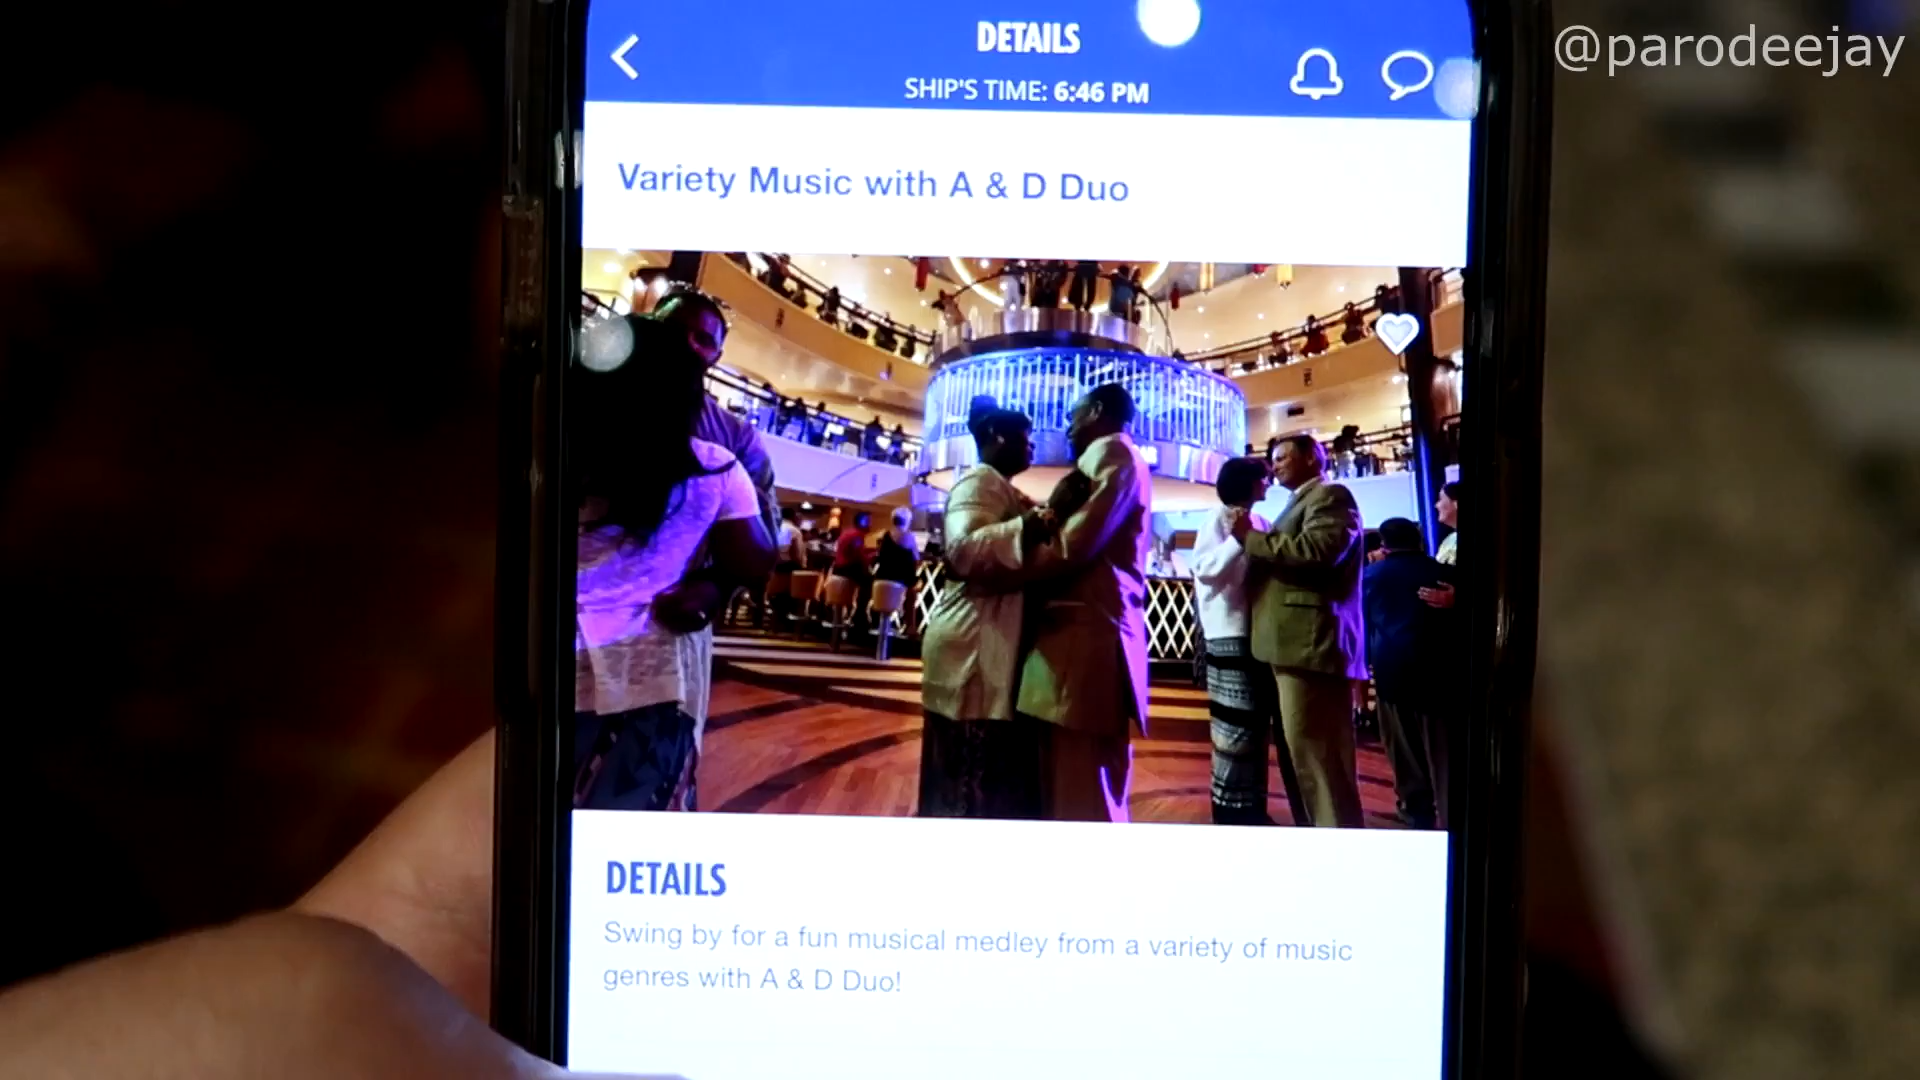 @parodeejay
DETAILS
SHIP'S TIME: 6:46 PM
Variety Music with A & D Duo
DETAILS
Swing by for a fun musical medley from a variety of music
genres with A & D Duo!